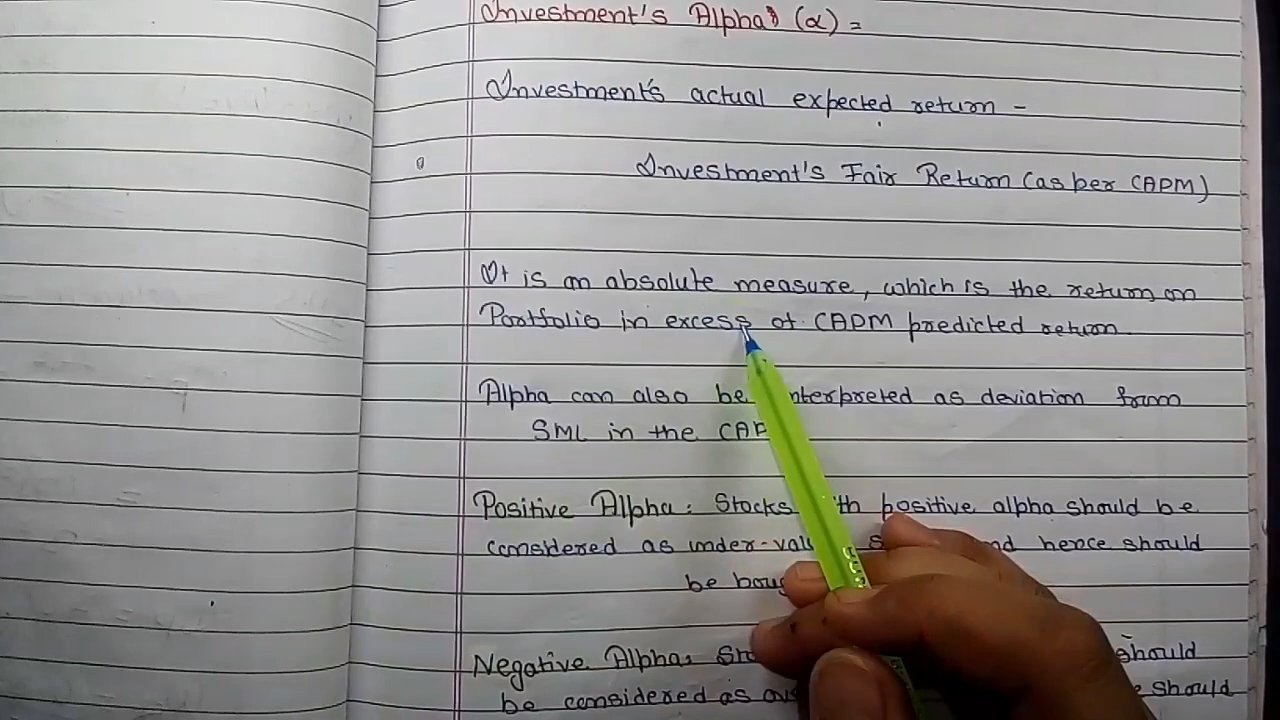 Investment's Alpha (α) =
Investment's actual expected return -
Investment's Fair Return (as per CAPM)
It is an absolute measure, which is the return on
Portfolio in excess of CAPM predicted return.
Alpha can also be interpreted as deviation from
SML in the
Positive Alpha: Stocks with positive alpha should be
considered as under- and hence should
be
Negative Alpha: should
be considered as should